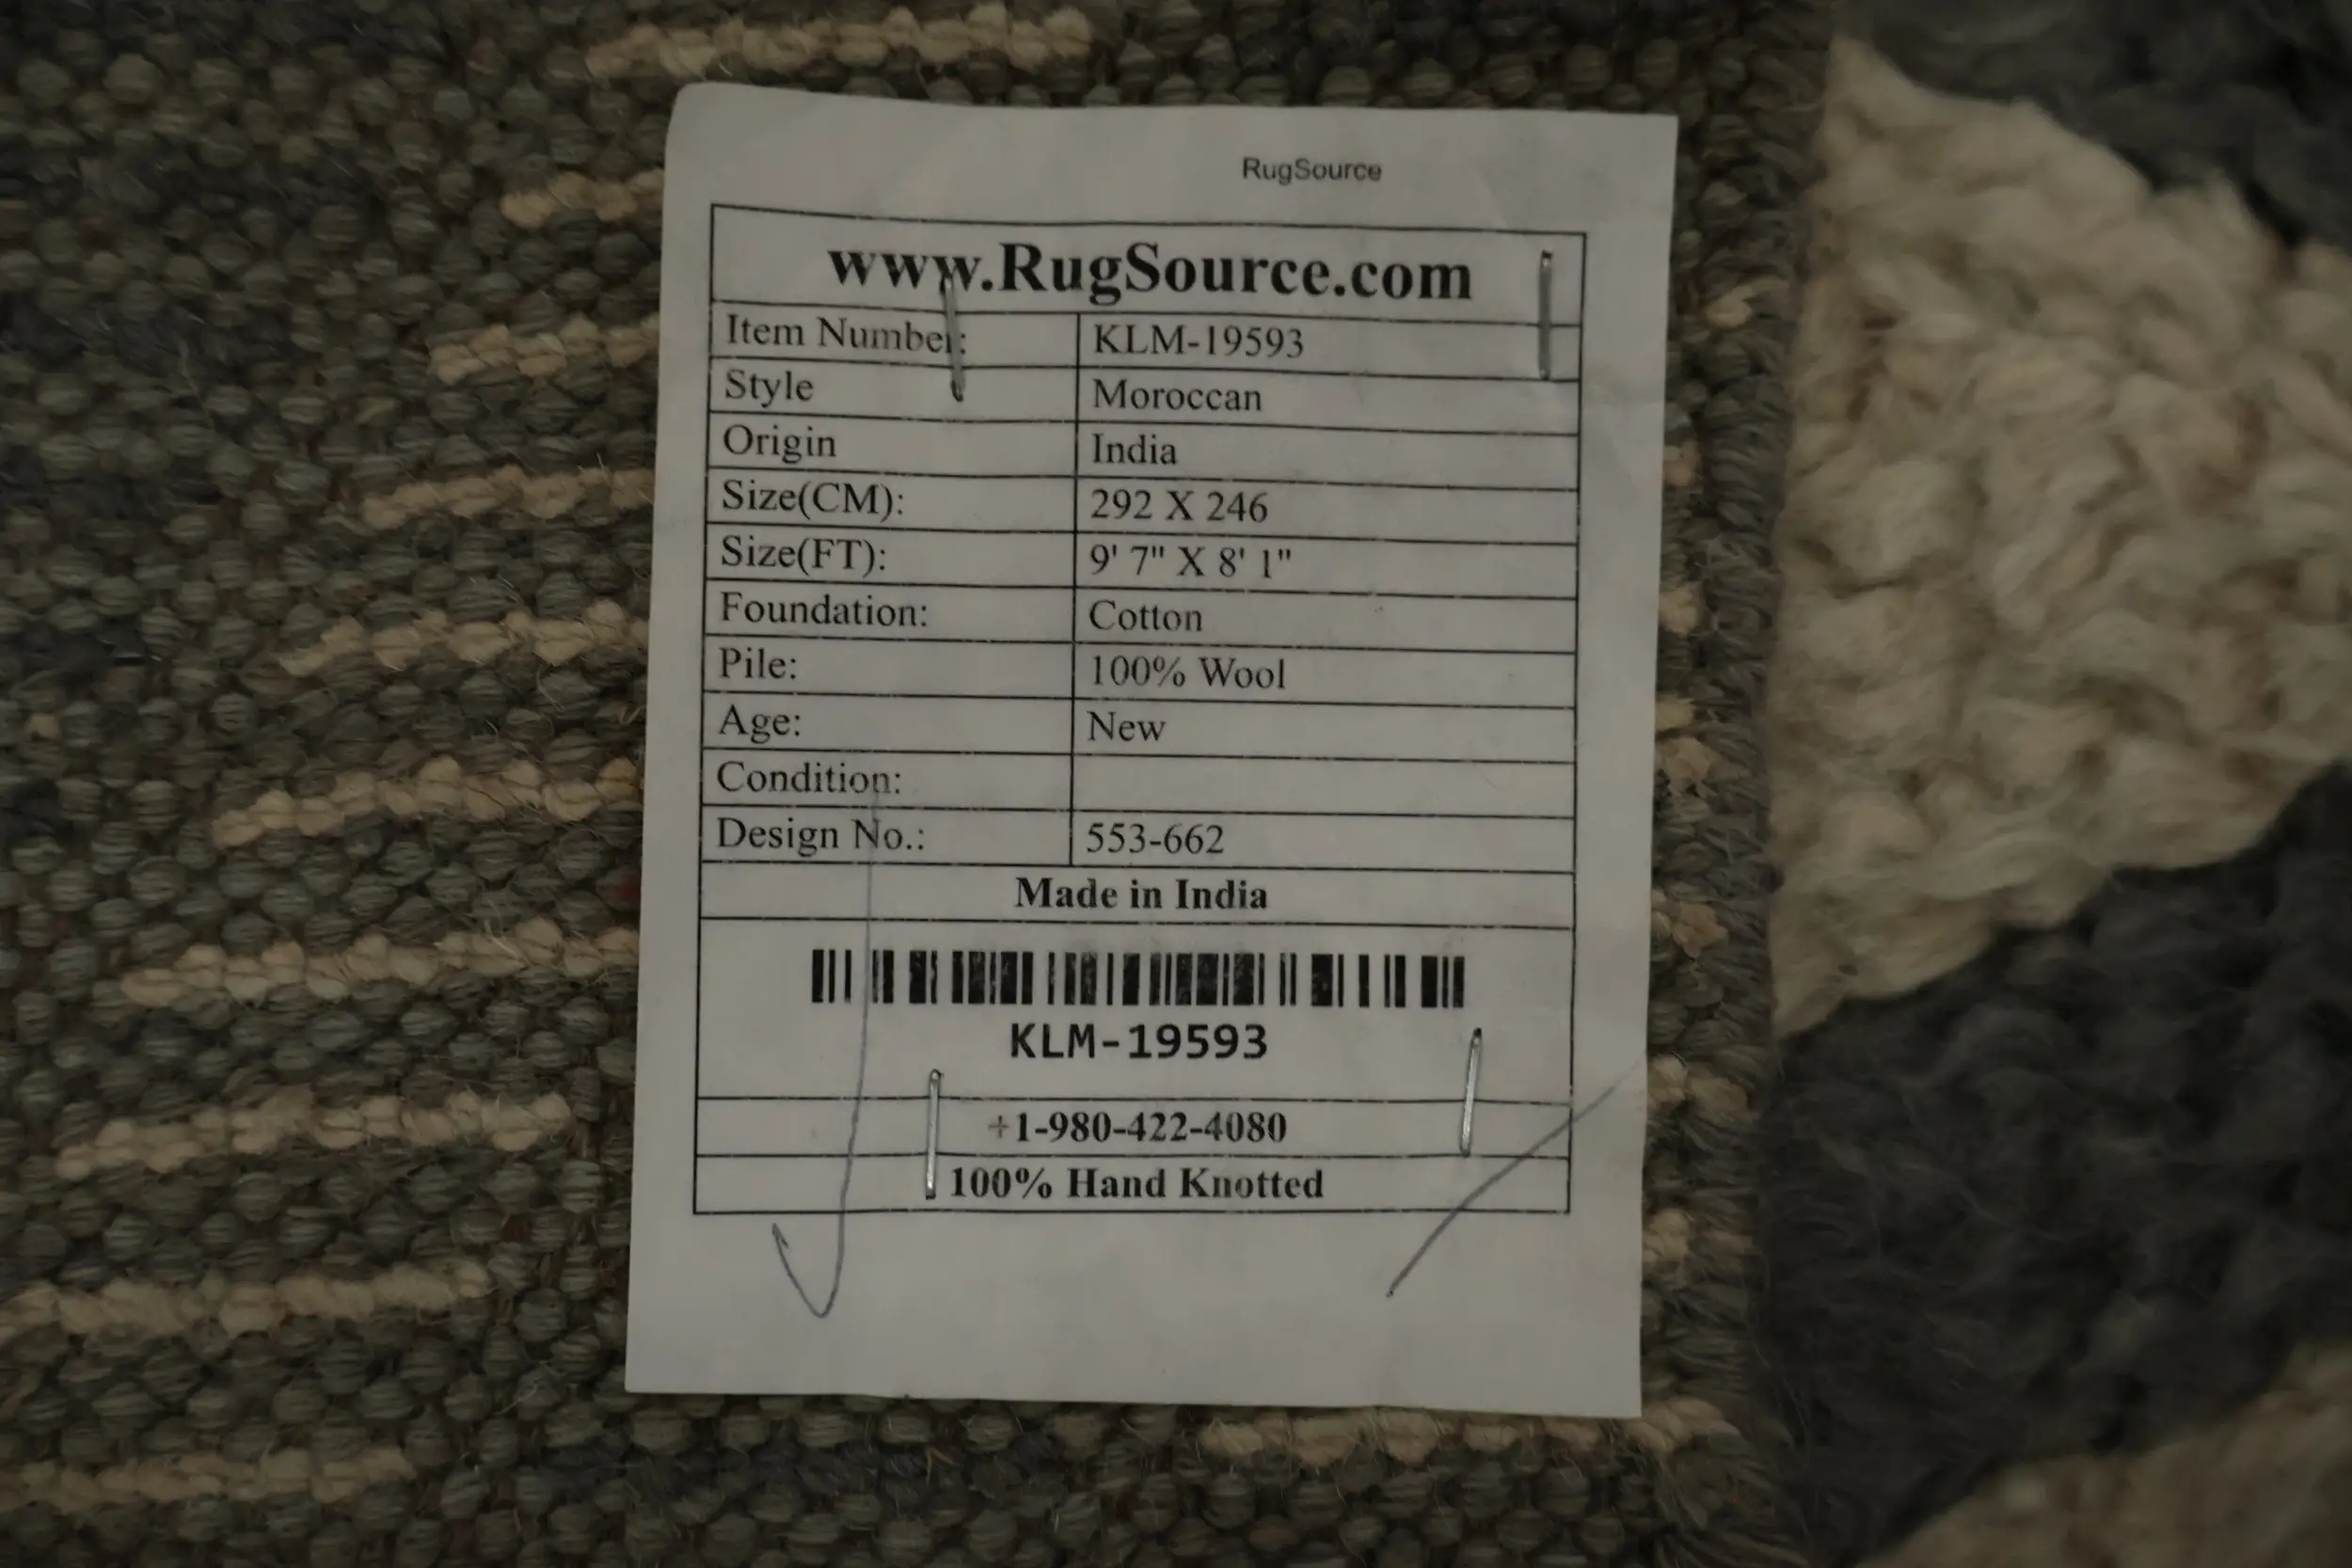 RugSource
www.RugSource.com
Item Number: KLM-19593
Style Moroccan
Origin India
Size(CM): 292 X 246
Size(FT): 9' 7" X 8' 1"
Foundation: Cotton
Pile: 100% Wool
Age: New
Condition:
Design No.: 553-662
Made in India
KLM-19593
+1-980-422-4080
100% Hand Knotted